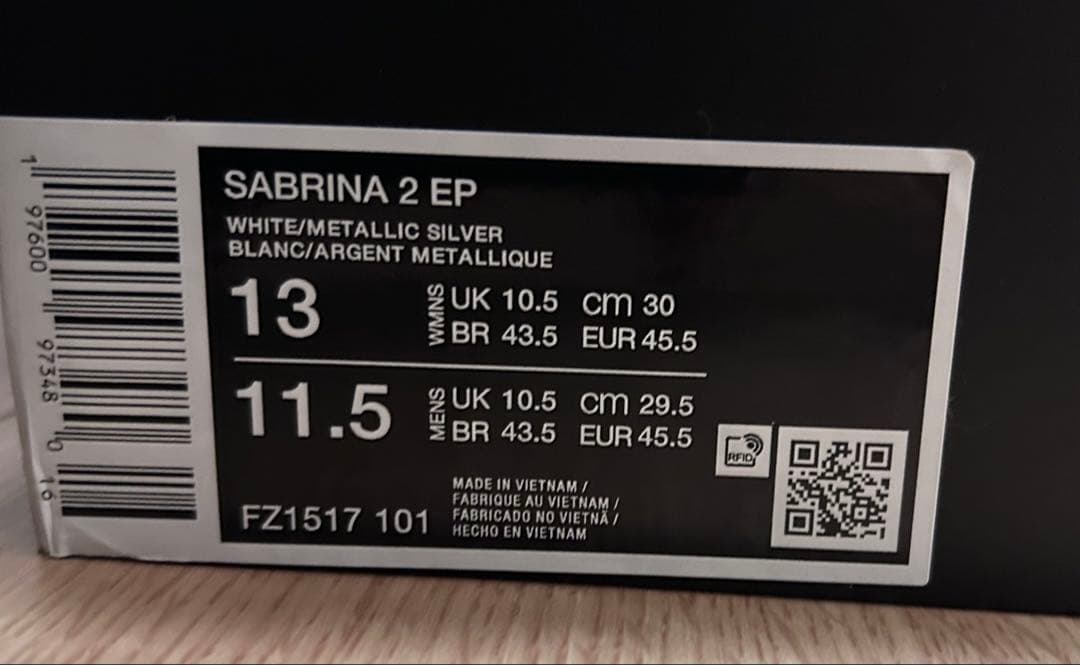 SABRINA 2 EP
WHITE/METALLIC SILVER
BLANC/ARGENT METALLIQUE
13 WMNS UK 10.5 cm 30
BR 43.5 EUR 45.5
11.5 MENS UK 10.5 cm 29.5
BR 43.5 EUR 45.5
RFID
MADE IN VIETNAM /
FABRIQUE AU VIETNAM /
FABRICADO NO VIETNÃ /
HECHO EN VIETNAM
FZ1517 101
1 97600 97348 0 16